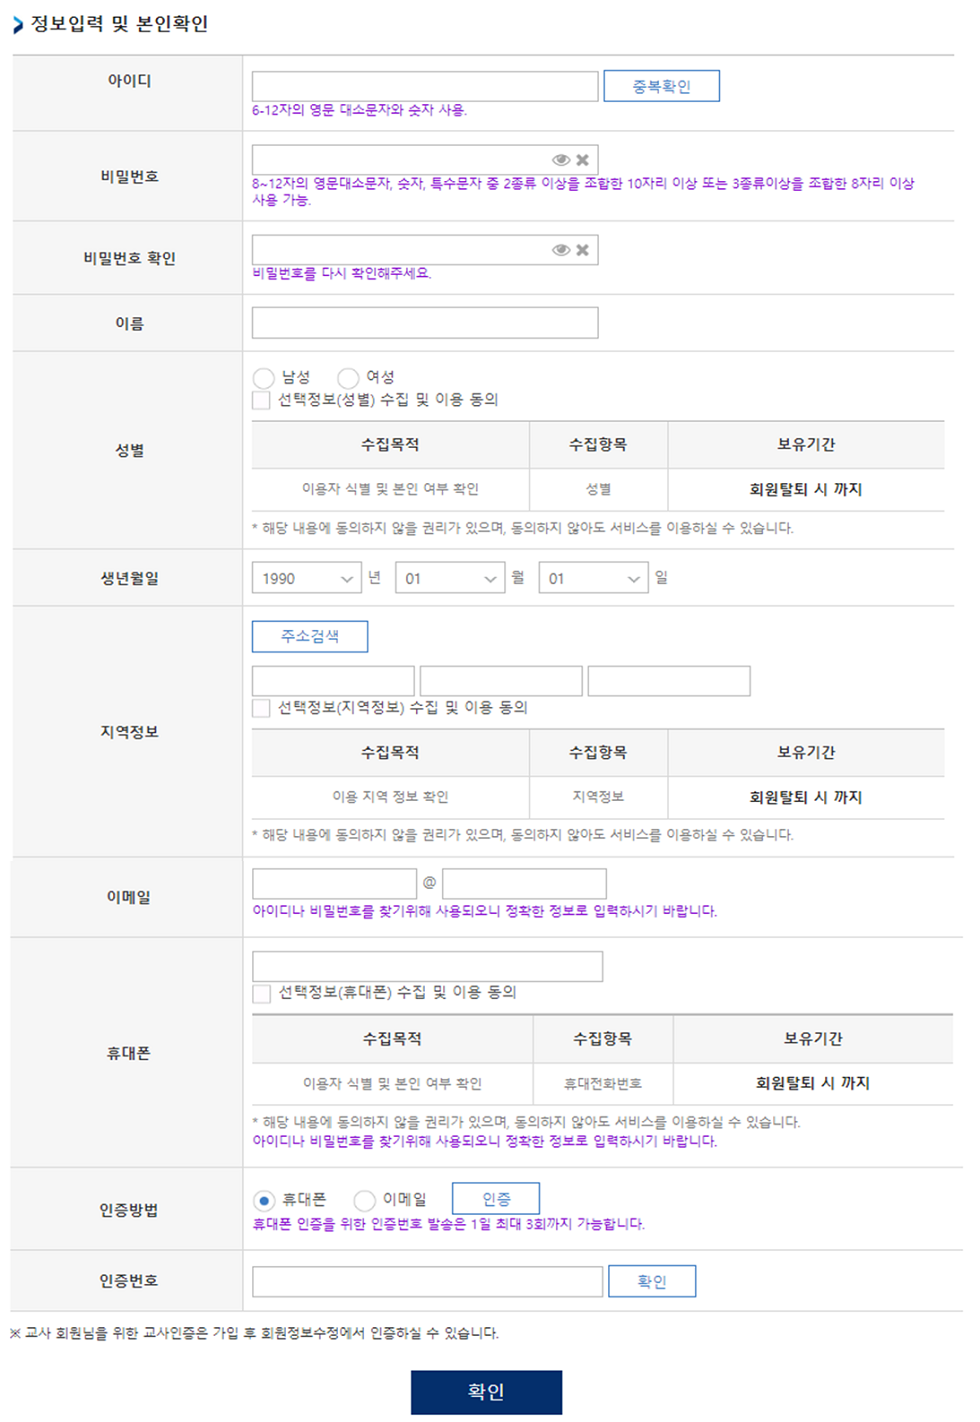 정보입력 및 본인확인
아이디
중복확인
6-12자의 영문 대소문자와 숫자 사용.
비밀번호
8~12자의 영문대소문자, 숫자, 특수문자 중 2종류 이상을 조합한 10자리 이상 또는 3종류이상을 조합한 8자리 이상
사용 가능.
비밀번호 확인
비밀번호를 다시 확인해주세요.
이름
성별
남성 여성
선택정보(성별) 수집 및 이용 동의
수집목적 수집항목 보유기간
이용자 식별 및 본인 여부 확인 성별 회원탈퇴 시 까지
* 해당 내용에 동의하지 않을 권리가 있으며, 동의하지 않아도 서비스를 이용하실 수 있습니다.
생년월일
1990 년 01 월 01 일
지역정보
주소검색
선택정보(지역정보) 수집 및 이용 동의
수집목적 수집항목 보유기간
이용 지역 정보 확인 지역정보 회원탈퇴 시 까지
* 해당 내용에 동의하지 않을 권리가 있으며, 동의하지 않아도 서비스를 이용하실 수 있습니다.
이메일
@
아이디나 비밀번호를 찾기위해 사용되오니 정확한 정보로 입력하시기 바랍니다.
휴대폰
선택정보(휴대폰) 수집 및 이용 동의
수집목적 수집항목 보유기간
이용자 식별 및 본인 여부 확인 휴대전화번호 회원탈퇴 시 까지
* 해당 내용에 동의하지 않을 권리가 있으며, 동의하지 않아도 서비스를 이용하실 수 있습니다.
아이디나 비밀번호를 찾기위해 사용되오니 정확한 정보로 입력하시기 바랍니다.
인증방법
휴대폰 이메일 인증
휴대폰 인증을 위한 인증번호 발송은 1일 최대 3회까지 가능합니다.
인증번호
확인
※ 교사 회원님을 위한 교사인증은 가입 후 회원정보수정에서 인증하실 수 있습니다.
확인